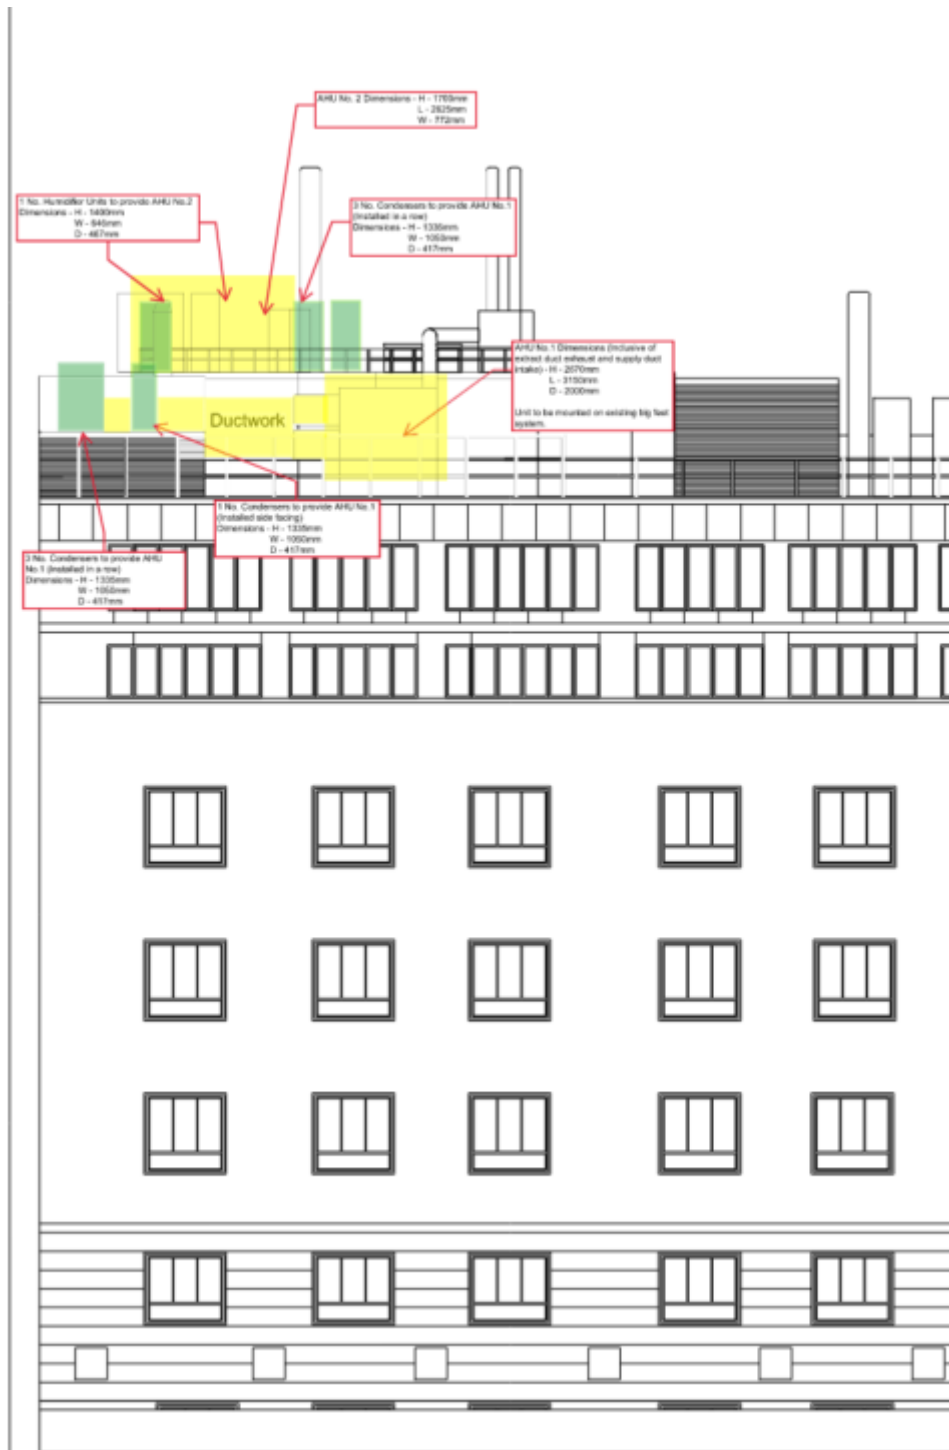 AHU No. 2 Dimensions - H - 1760mm
L - 2825mm
W - 772mm
1 No. Humidifier Units to provide AHU No.2
Dimensions - H - 1490mm
W - 646mm
D - 467mm
3 No. Condensers to provide AHU No.1
(Installed in a row)
Dimensions - H - 1335mm
W - 1050mm
D - 417mm
AHU No.1 Dimensions (Inclusive of
extract duct exhaust and supply duct
intake) - H - 2670mm
L - 3150mm
D - 2000mm
Unit to be mounted on existing big feet
system.
Ductwork
1 No. Condensers to provide AHU No.1
(Installed side facing)
Dimensions - H - 1335mm
W - 1050mm
D - 417mm
3 No. Condensers to provide AHU
No.1 (Installed in a row)
Dimensions - H - 1335mm
W - 1050mm
D - 417mm